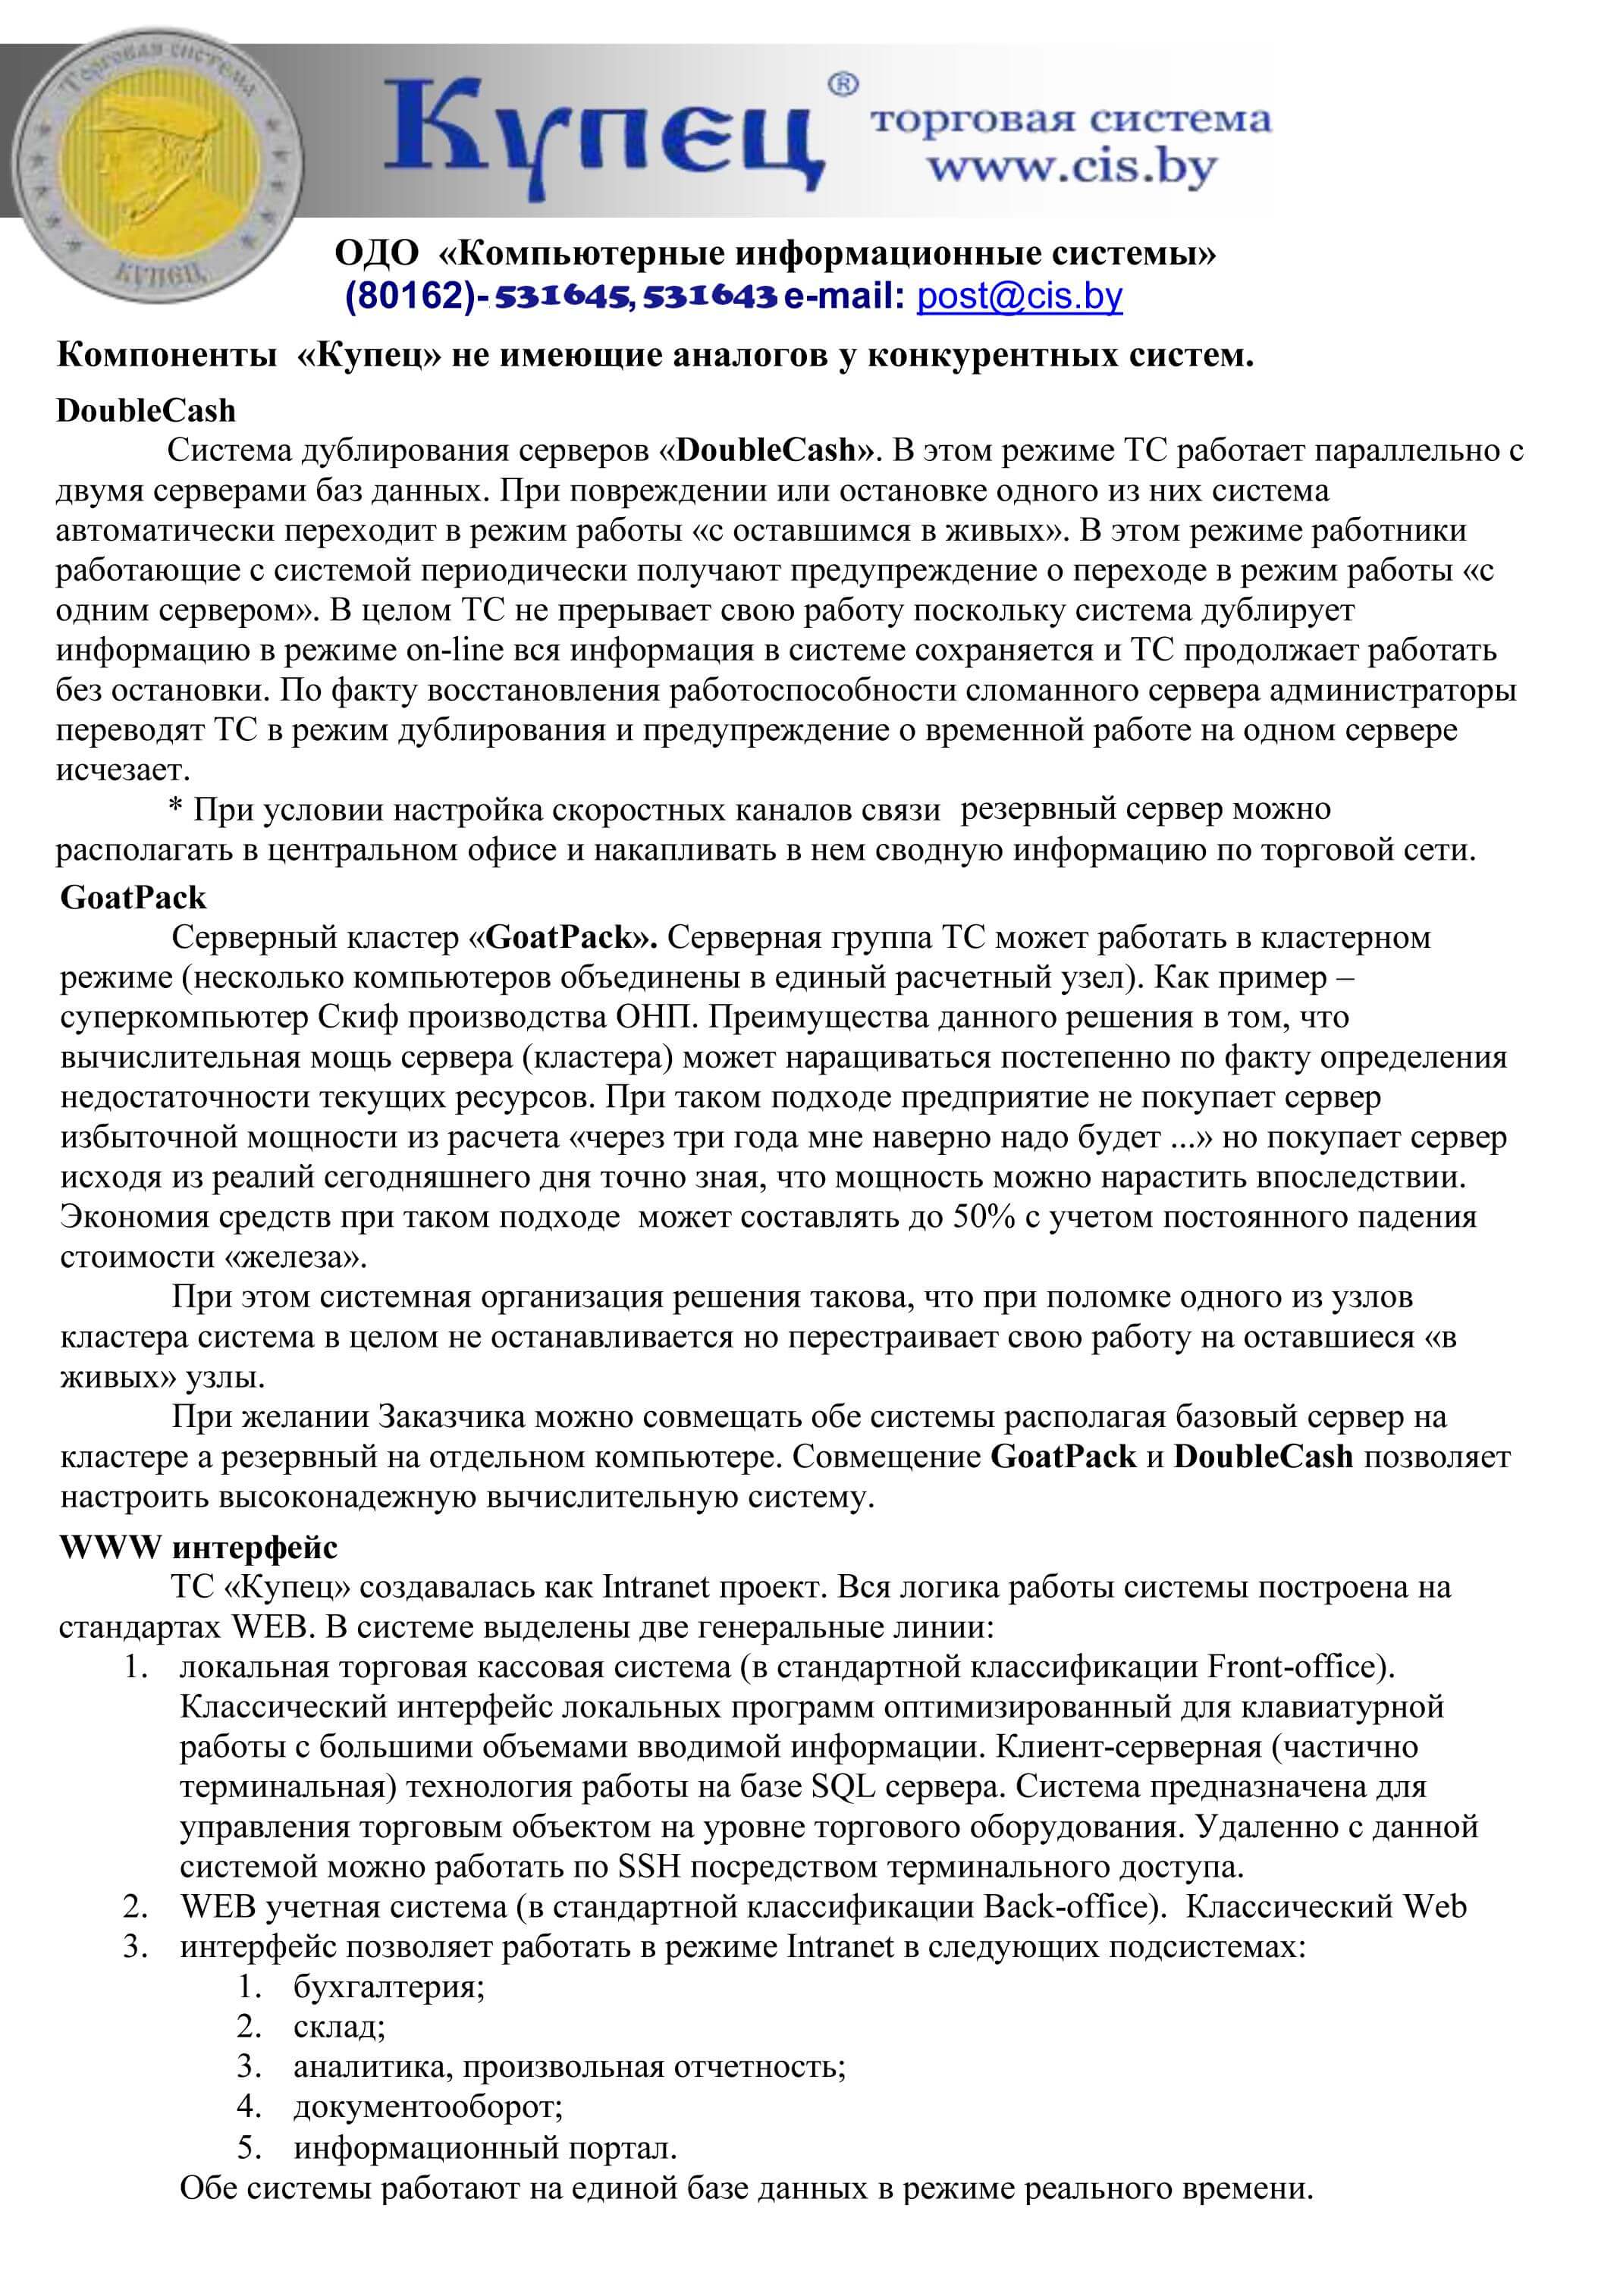 Торговая система
КУПЕЦ
Купец®
торговая система
www.cis.by
ОДО «Компьютерные информационные системы»
(80162)-531645, 531643 e-mail: post@cis.by
Компоненты «Купец» не имеющие аналогов у конкурентных систем.
DoubleCash
Система дублирования серверов «DoubleCash». В этом режиме ТС работает параллельно с
двумя серверами баз данных. При повреждении или остановке одного из них система
автоматически переходит в режим работы «с оставшимся в живых». В этом режиме работники
работающие с системой периодически получают предупреждение о переходе в режим работы «с
одним сервером». В целом ТС не прерывает свою работу поскольку система дублирует
информацию в режиме on-line вся информация в системе сохраняется и ТС продолжает работать
без остановки. По факту восстановления работоспособности сломанного сервера администраторы
переводят ТС в режим дублирования и предупреждение о временной работе на одном сервере
исчезает.
* При условии настройка скоростных каналов связи резервный сервер можно
располагать в центральном офисе и накапливать в нем сводную информацию по торговой сети.
GoatPack
Серверный кластер «GoatPack». Серверная группа ТС может работать в кластерном
режиме (несколько компьютеров объединены в единый расчетный узел). Как пример –
суперкомпьютер Скиф производства ОНП. Преимущества данного решения в том, что
вычислительная мощь сервера (кластера) может наращиваться постепенно по факту определения
недостаточности текущих ресурсов. При таком подходе предприятие не покупает сервер
избыточной мощности из расчета «через три года мне наверно надо будет ...» но покупает сервер
исходя из реалий сегодняшнего дня точно зная, что мощность можно нарастить впоследствии.
Экономия средств при таком подходе может составлять до 50% с учетом постоянного падения
стоимости «железа».
При этом системная организация решения такова, что при поломке одного из узлов
кластера система в целом не останавливается но перестраивает свою работу на оставшиеся «в
живых» узлы.
При желании Заказчика можно совмещать обе системы располагая базовый сервер на
кластере а резервный на отдельном компьютере. Совмещение GoatPack и DoubleCash позволяет
настроить высоконадежную вычислительную систему.
WWW интерфейс
ТС «Купец» создавалась как Intranet проект. Вся логика работы системы построена на
стандартах WEB. В системе выделены две генеральные линии:
1. локальная торговая кассовая система (в стандартной классификации Front-office).
Классический интерфейс локальных программ оптимизированный для клавиатурной
работы с большими объемами вводимой информации. Клиент-серверная (частично
терминальная) технология работы на базе SQL сервера. Система предназначена для
управления торговым объектом на уровне торгового оборудования. Удаленно с данной
системой можно работать по SSH посредством терминального доступа.
2. WEB учетная система (в стандартной классификации Back-office). Классический Web
3. интерфейс позволяет работать в режиме Intranet в следующих подсистемах:
1. бухгалтерия;
2. склад;
3. аналитика, произвольная отчетность;
4. документооборот;
5. информационный портал.
Обе системы работают на единой базе данных в режиме реального времени.